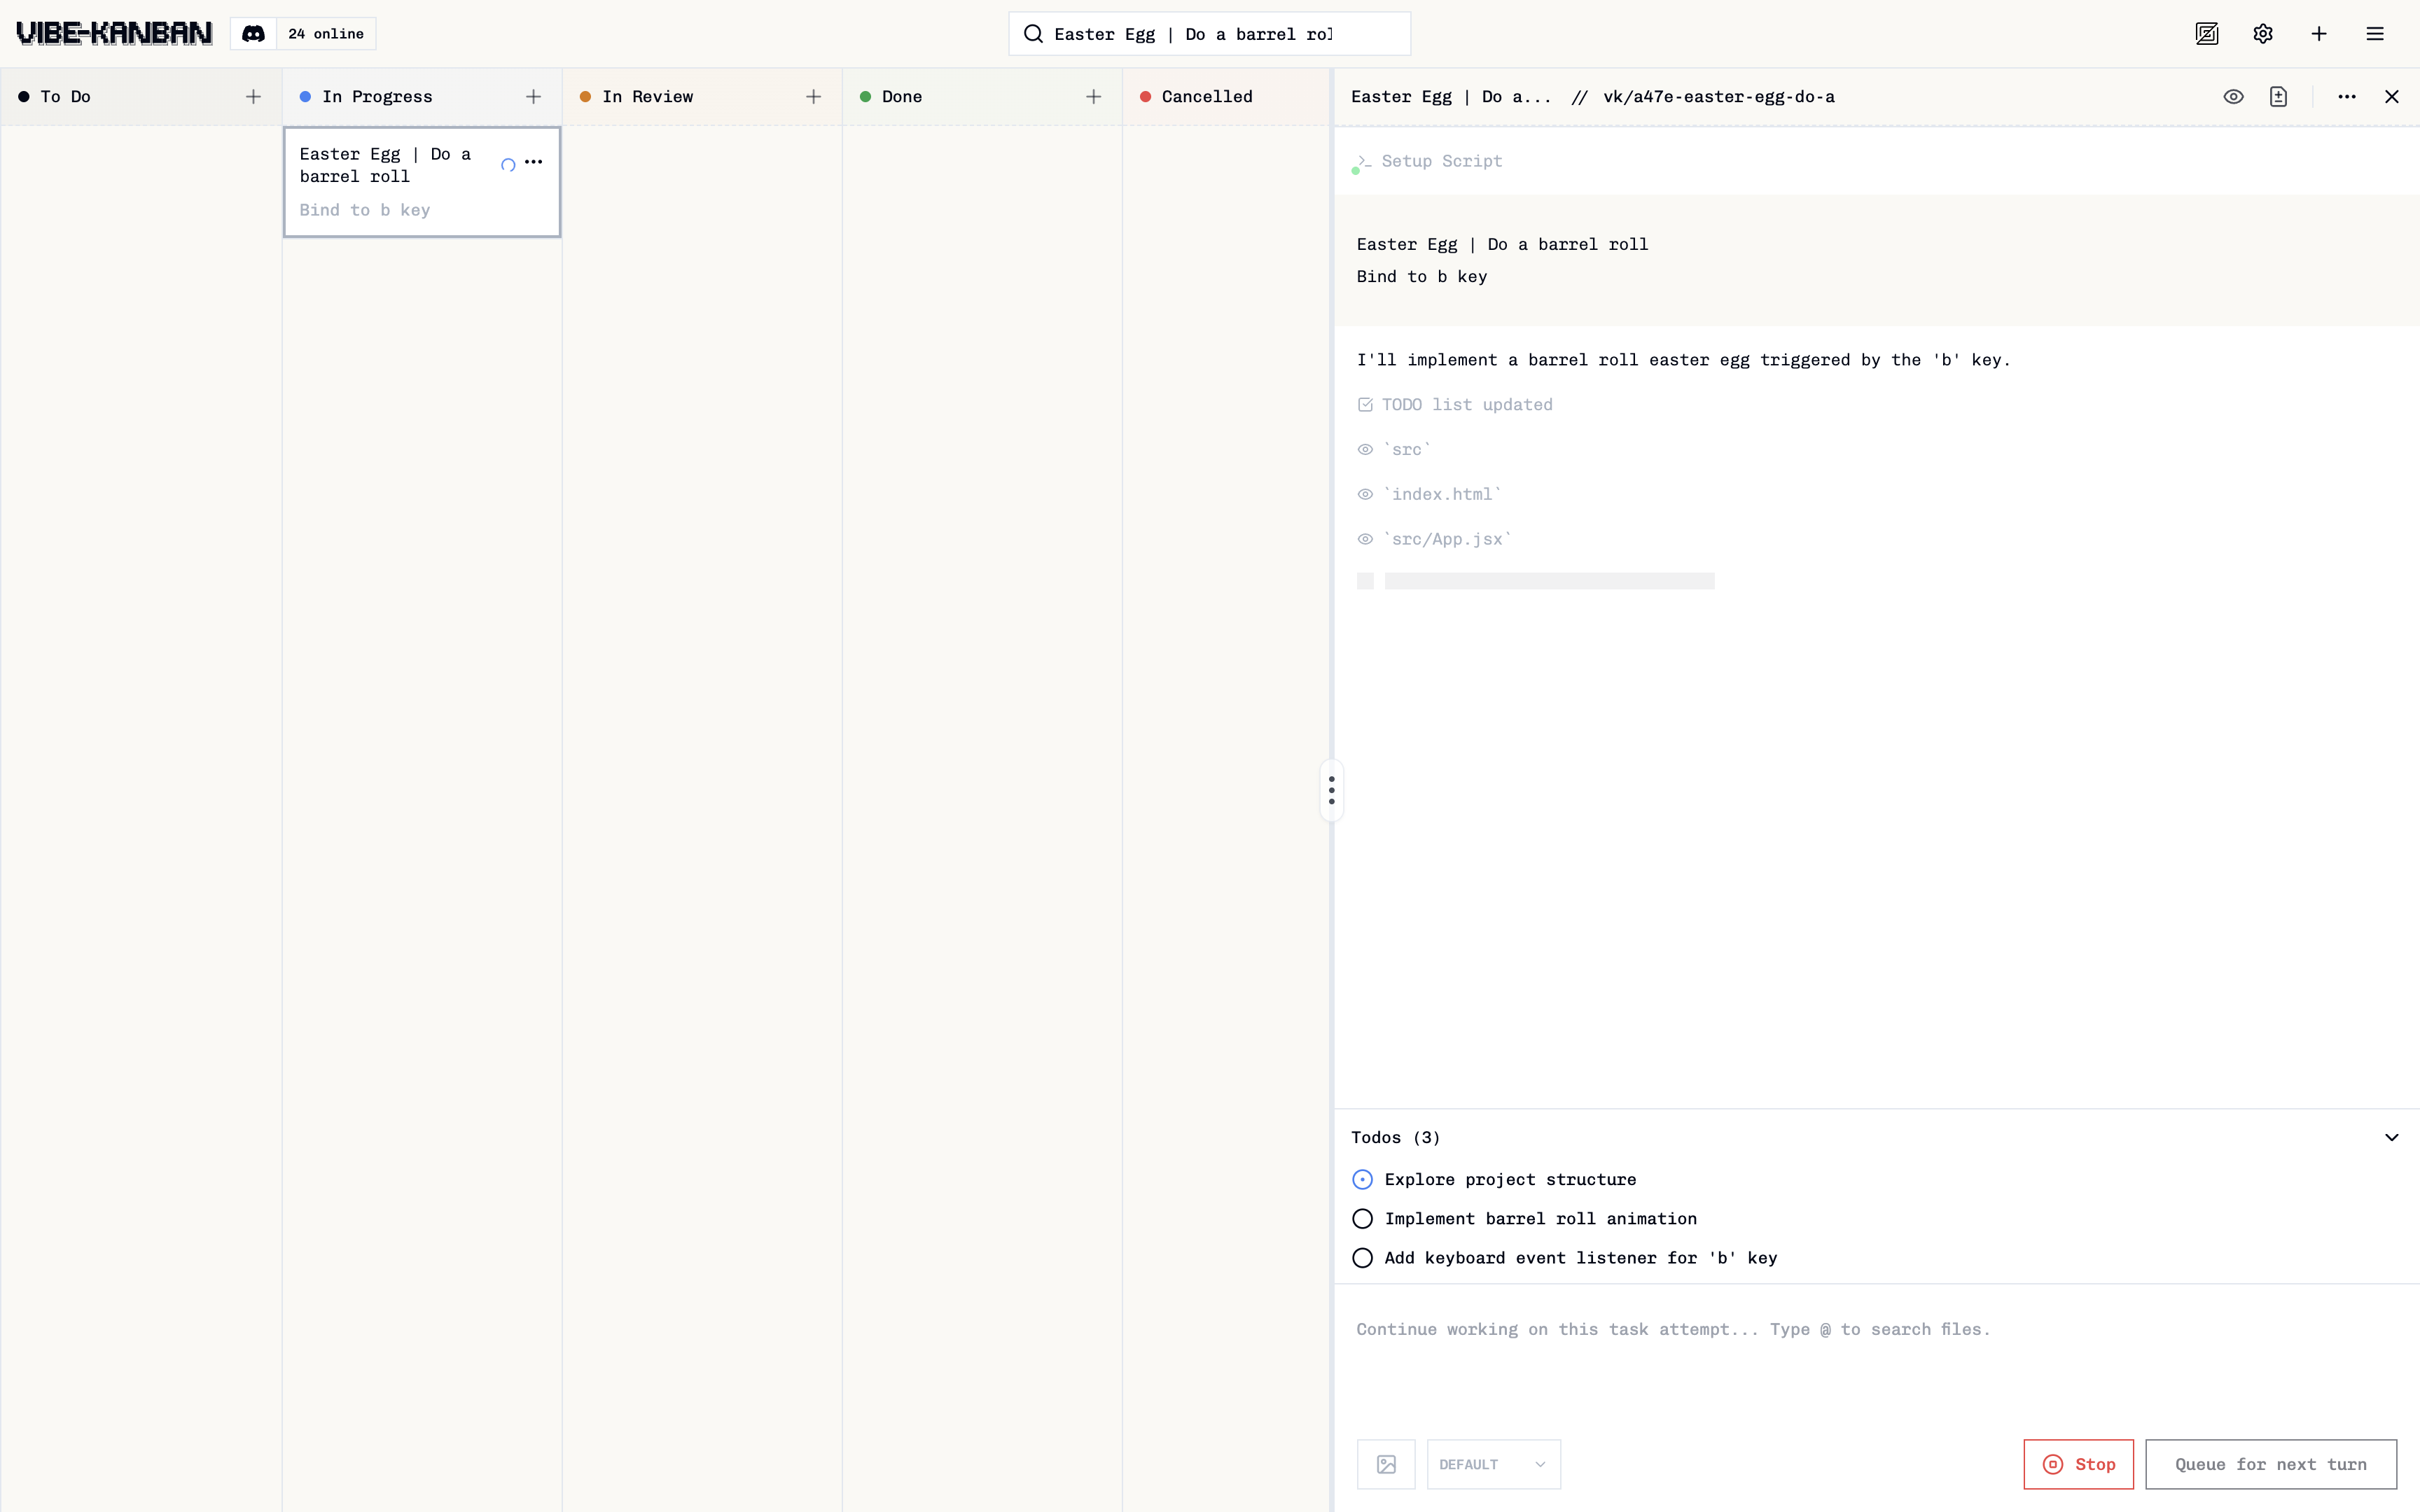 VIBE-KANBAN
24 online
Easter Egg | Do a barrel rol
To Do
In Progress
In Review
Done
Cancelled
Easter Egg | Do a
barrel roll
Bind to b key
Easter Egg | Do a... // vk/a47e-easter-egg-do-a
Setup Script
Easter Egg | Do a barrel roll
Bind to b key
I'll implement a barrel roll easter egg triggered by the 'b' key.
TODO list updated
`src`
`index.html`
`src/App.jsx`
Todos (3)
Explore project structure
Implement barrel roll animation
Add keyboard event listener for 'b' key
Continue working on this task attempt... Type @ to search files.
DEFAULT
Stop
Queue for next turn